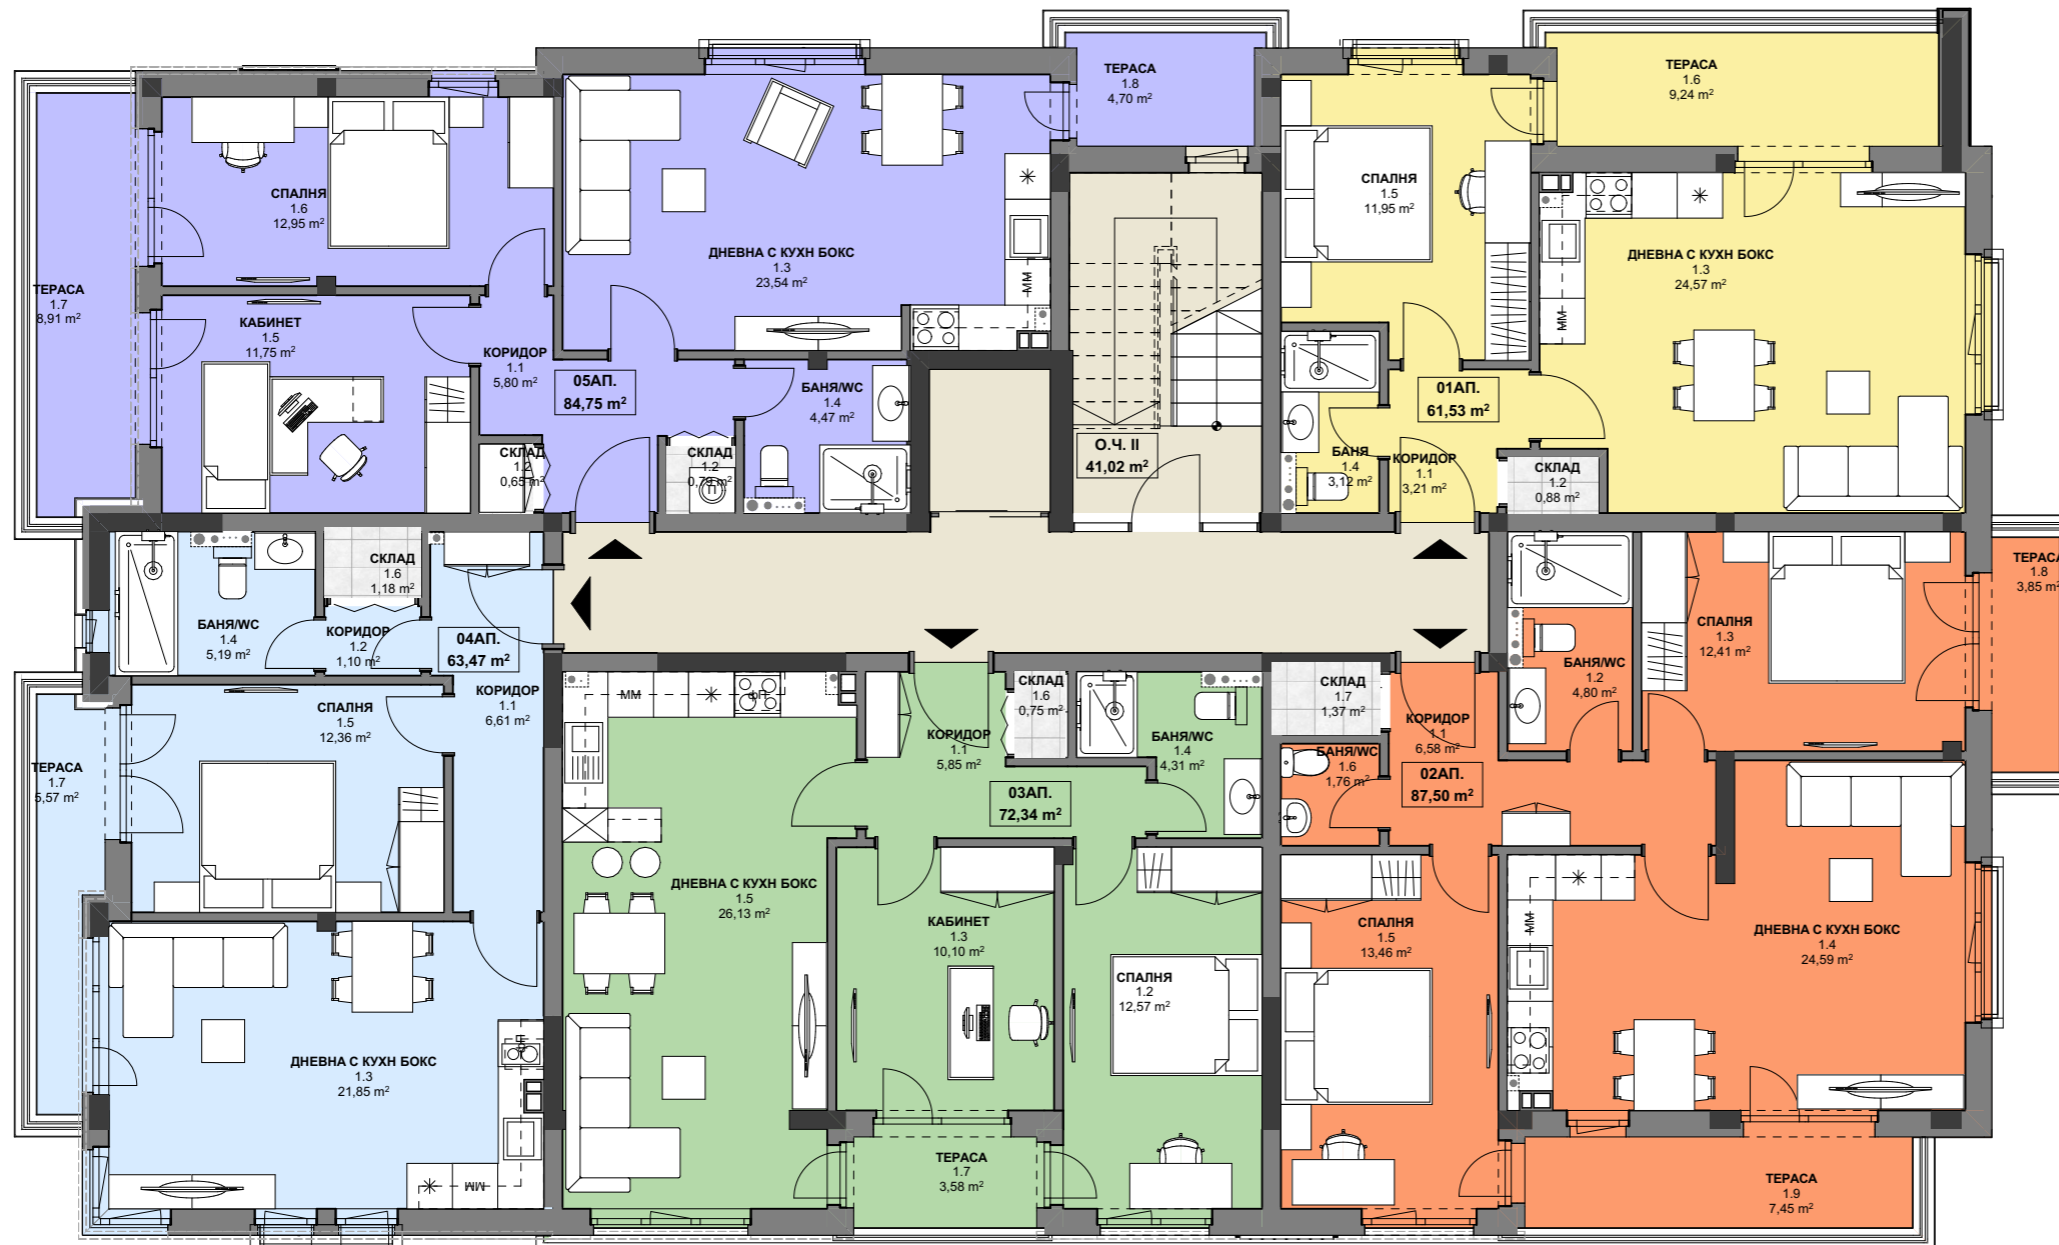 ТЕРАСА
1.8
4,70 m²
ТЕРАСА
1.6
9,24 m²
СПАЛНЯ
1.6
12,95 m²
ДНЕВНА С КУХН БОКС
1.3
23,54 m²
СПАЛНЯ
1.5
11,95 m²
ДНЕВНА С КУХН БОКС
1.3
24,57 m²
ММ
ММ
ТЕРАСА
1.7
8,91 m²
КАБИНЕТ
1.5
11,75 m²
КОРИДОР
1.1
5,80 m²
05АП.
84,75 m²
БАНЯ/WC
1.4
4,47 m²
01АП.
61,53 m²
О.Ч. II
41,02 m²
СКЛАД
1.2
0,65 m²
СКЛАД
1.2
0,79 m²
П
БАНЯ
1.4
3,12 m²
КОРИДОР
1.1
3,21 m²
СКЛАД
1.2
0,88 m²
СКЛАД
1.6
1,18 m²
БАНЯ/WC
1.4
5,19 m²
КОРИДОР
1.2
1,10 m²
04АП.
63,47 m²
КОРИДОР
1.1
6,61 m²
ТЕРАСА
1.8
3,85 m²
СПАЛНЯ
1.3
12,41 m²
БАНЯ/WC
1.2
4,80 m²
СПАЛНЯ
1.5
12,36 m²
ТЕРАСА
1.7
5,57 m²
ММ
ФП
КОРИДОР
1.1
5,85 m²
СКЛАД
1.6
0,75 m²
БАНЯ/WC
1.4
4,31 m²
СКЛАД
1.7
1,37 m²
КОРИДОР
1.1
6,58 m²
БАНЯ/WC
1.6
1,76 m²
02АП.
87,50 m²
03АП.
72,34 m²
ДНЕВНА С КУХН БОКС
1.5
26,13 m²
КАБИНЕТ
1.3
10,10 m²
СПАЛНЯ
1.2
12,57 m²
СПАЛНЯ
1.5
13,46 m²
ММ
ДНЕВНА С КУХН БОКС
1.4
24,59 m²
ДНЕВНА С КУХН БОКС
1.3
21,85 m²
ММ
ТЕРАСА
1.7
3,58 m²
ТЕРАСА
1.9
7,45 m²